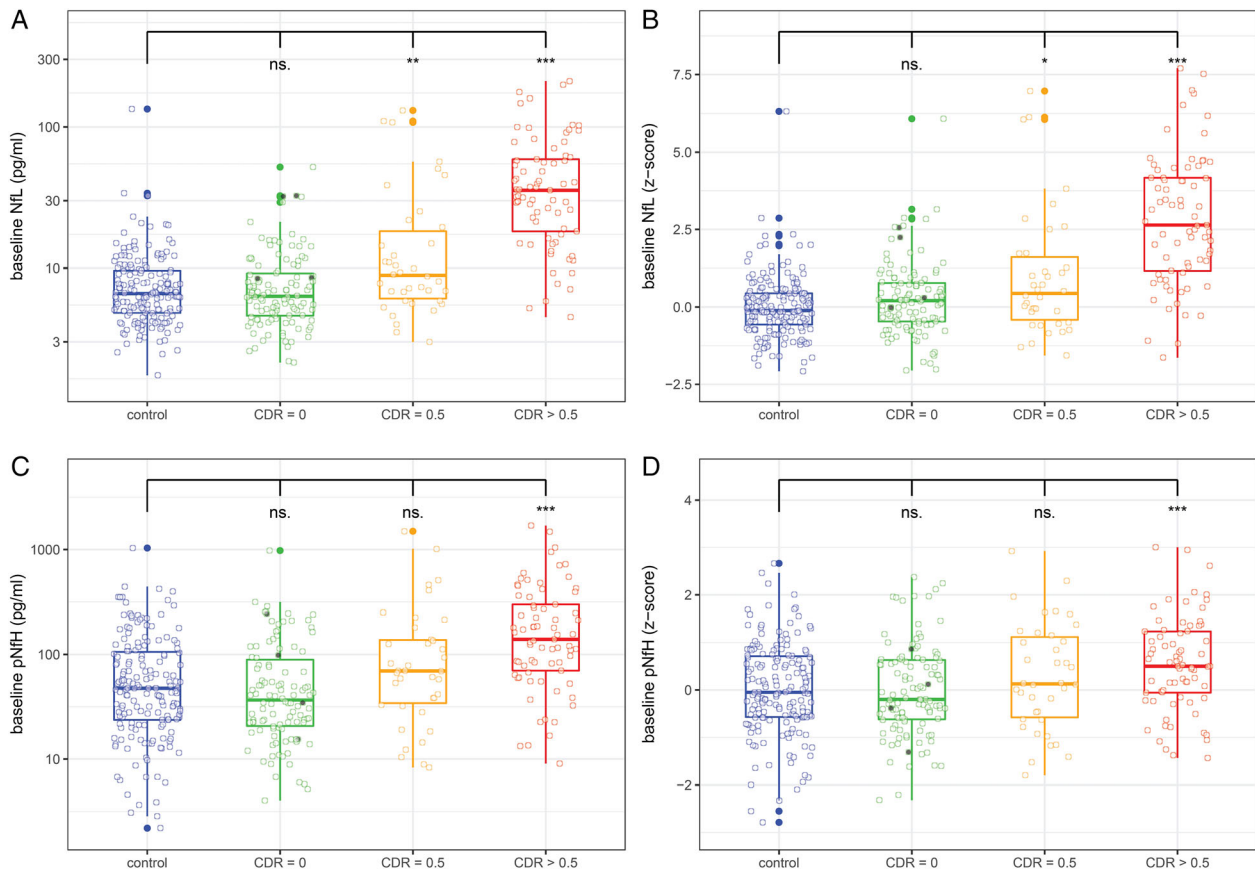 A
baseline NfL (pg/ml)
300
100
30
10
3
ns.
**
***
control
CDR = 0
CDR = 0.5
CDR > 0.5
B
baseline NfL (z−score)
7.5
5.0
2.5
0.0
−2.5
ns.
*
***
control
CDR = 0
CDR = 0.5
CDR > 0.5
C
baseline pNfH (pg/ml)
1000
100
10
ns.
ns.
***
control
CDR = 0
CDR = 0.5
CDR > 0.5
D
baseline pNfH (z−score)
4
2
0
−2
ns.
ns.
***
control
CDR = 0
CDR = 0.5
CDR > 0.5